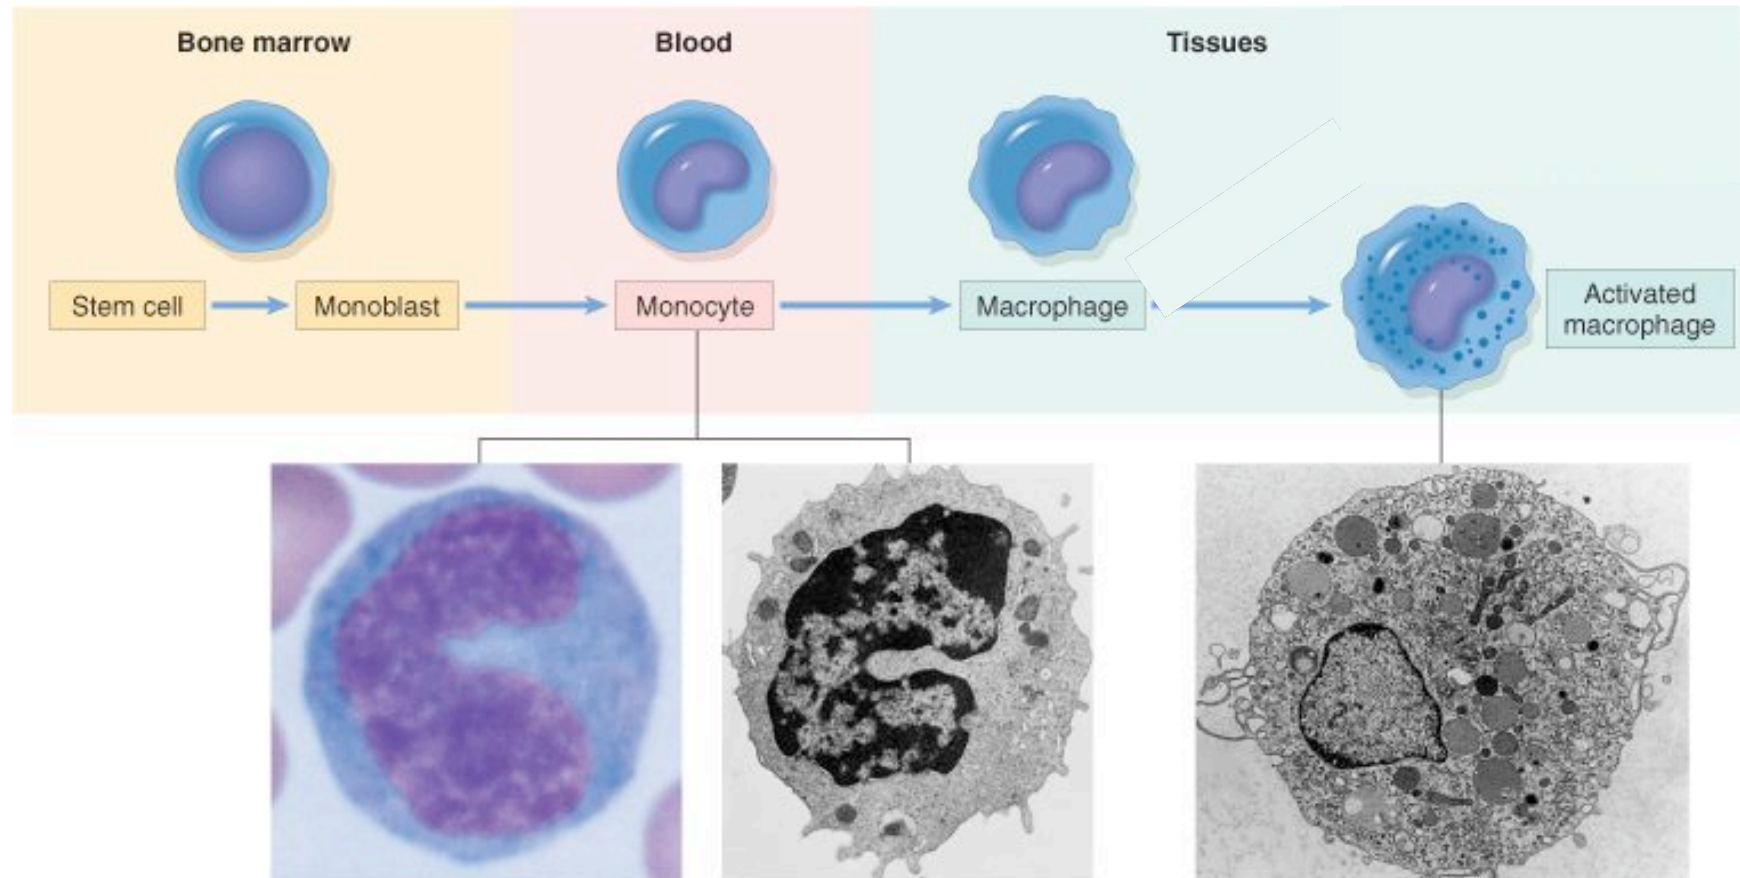 Bone marrow
Blood
Tissues
Stem cell
Monoblast
Monocyte
Macrophage
Activated
macrophage